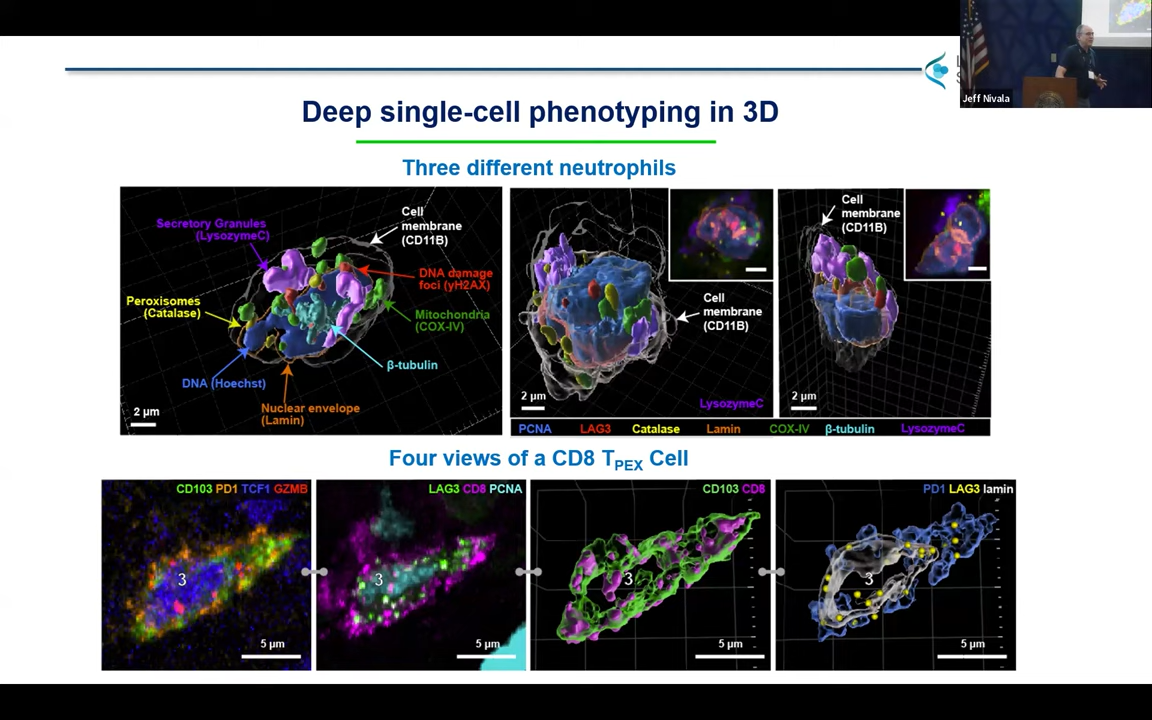 L
S
Jeff Nivala
Deep single-cell phenotyping in 3D
Three different neutrophils
Secretory Granules
(LysozymeC)
Cell
membrane
(CD11B)
DNA damage
foci (yH2AX)
Peroxisomes
(Catalase)
Mitochondria
(COX-IV)
β-tubulin
DNA (Hoechst)
Nuclear envelope
(Lamin)
2 μm
Cell
membrane
(CD11B)
2 μm
LysozymeC
Cell
membrane
(CD11B)
2 μm
PCNA LAG3 Catalase Lamin COX-IV β-tubulin LysozymeC
Four views of a CD8 TPEX Cell
CD103 PD1 TCF1 GZMB
3
5 μm
LAG3 CD8 PCNA
3
5 μm
CD103 CD8
3
5 μm
PD1 LAG3 lamin
3
5 μm